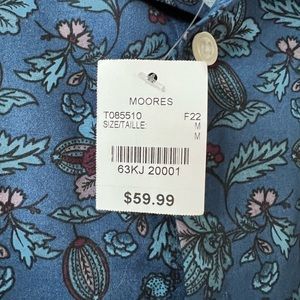 MOORES
T085510 F22
SIZE/TAILLE: M
M
63KJ 20001
$59.99